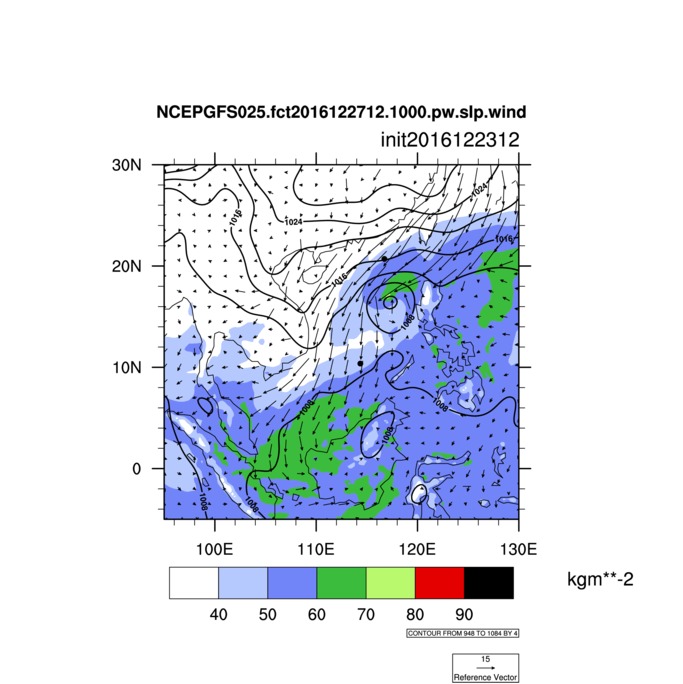 NCEPGFS025.fct2016122712.1000.pw.slp.wind
init2016122312
30N
1024
1016
1024
1016
20N
1016
1008
10N
1008
1008
1008
0
1008
1008
100E 110E 120E 130E
kgm**-2
40 50 60 70 80 90
CONTOUR FROM 948 TO 1084 BY 4
15
Reference Vector